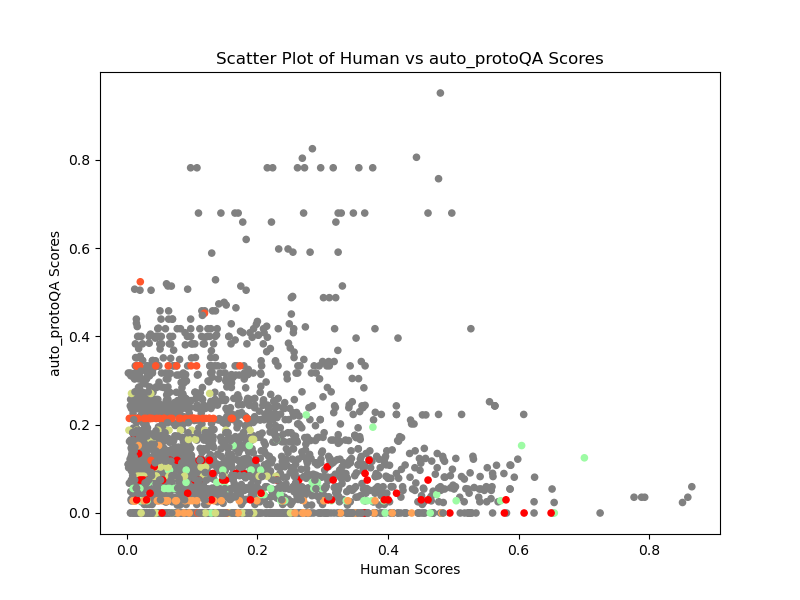 Scatter Plot of Human vs auto_protoQA Scores
auto_protoQA Scores
0.8
0.6
0.4
0.2
0.0
0.0 0.2 0.4 0.6 0.8
Human Scores